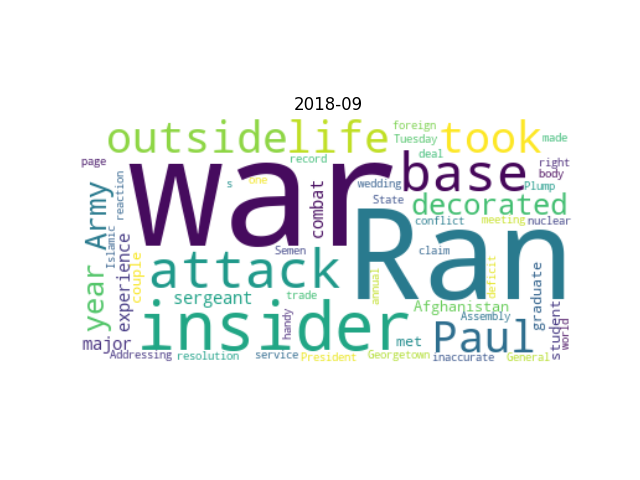 2018-09
outside life took
foreign
Tuesday
made
deal
page
record
right
body
war
base
s
one
wedding
Plump
State
decorated
reaction
combat
Army
Ran
conflict
meeting
nuclear
Islamic
Semen
claim
attack
couple
experience
year
annual
deficit
sergeant
trade
Afghanistan
graduate
insider
handy
Assembly
Paul
student
world
major
met
Addressing
resolution
service
President
Georgetown
inaccurate
General